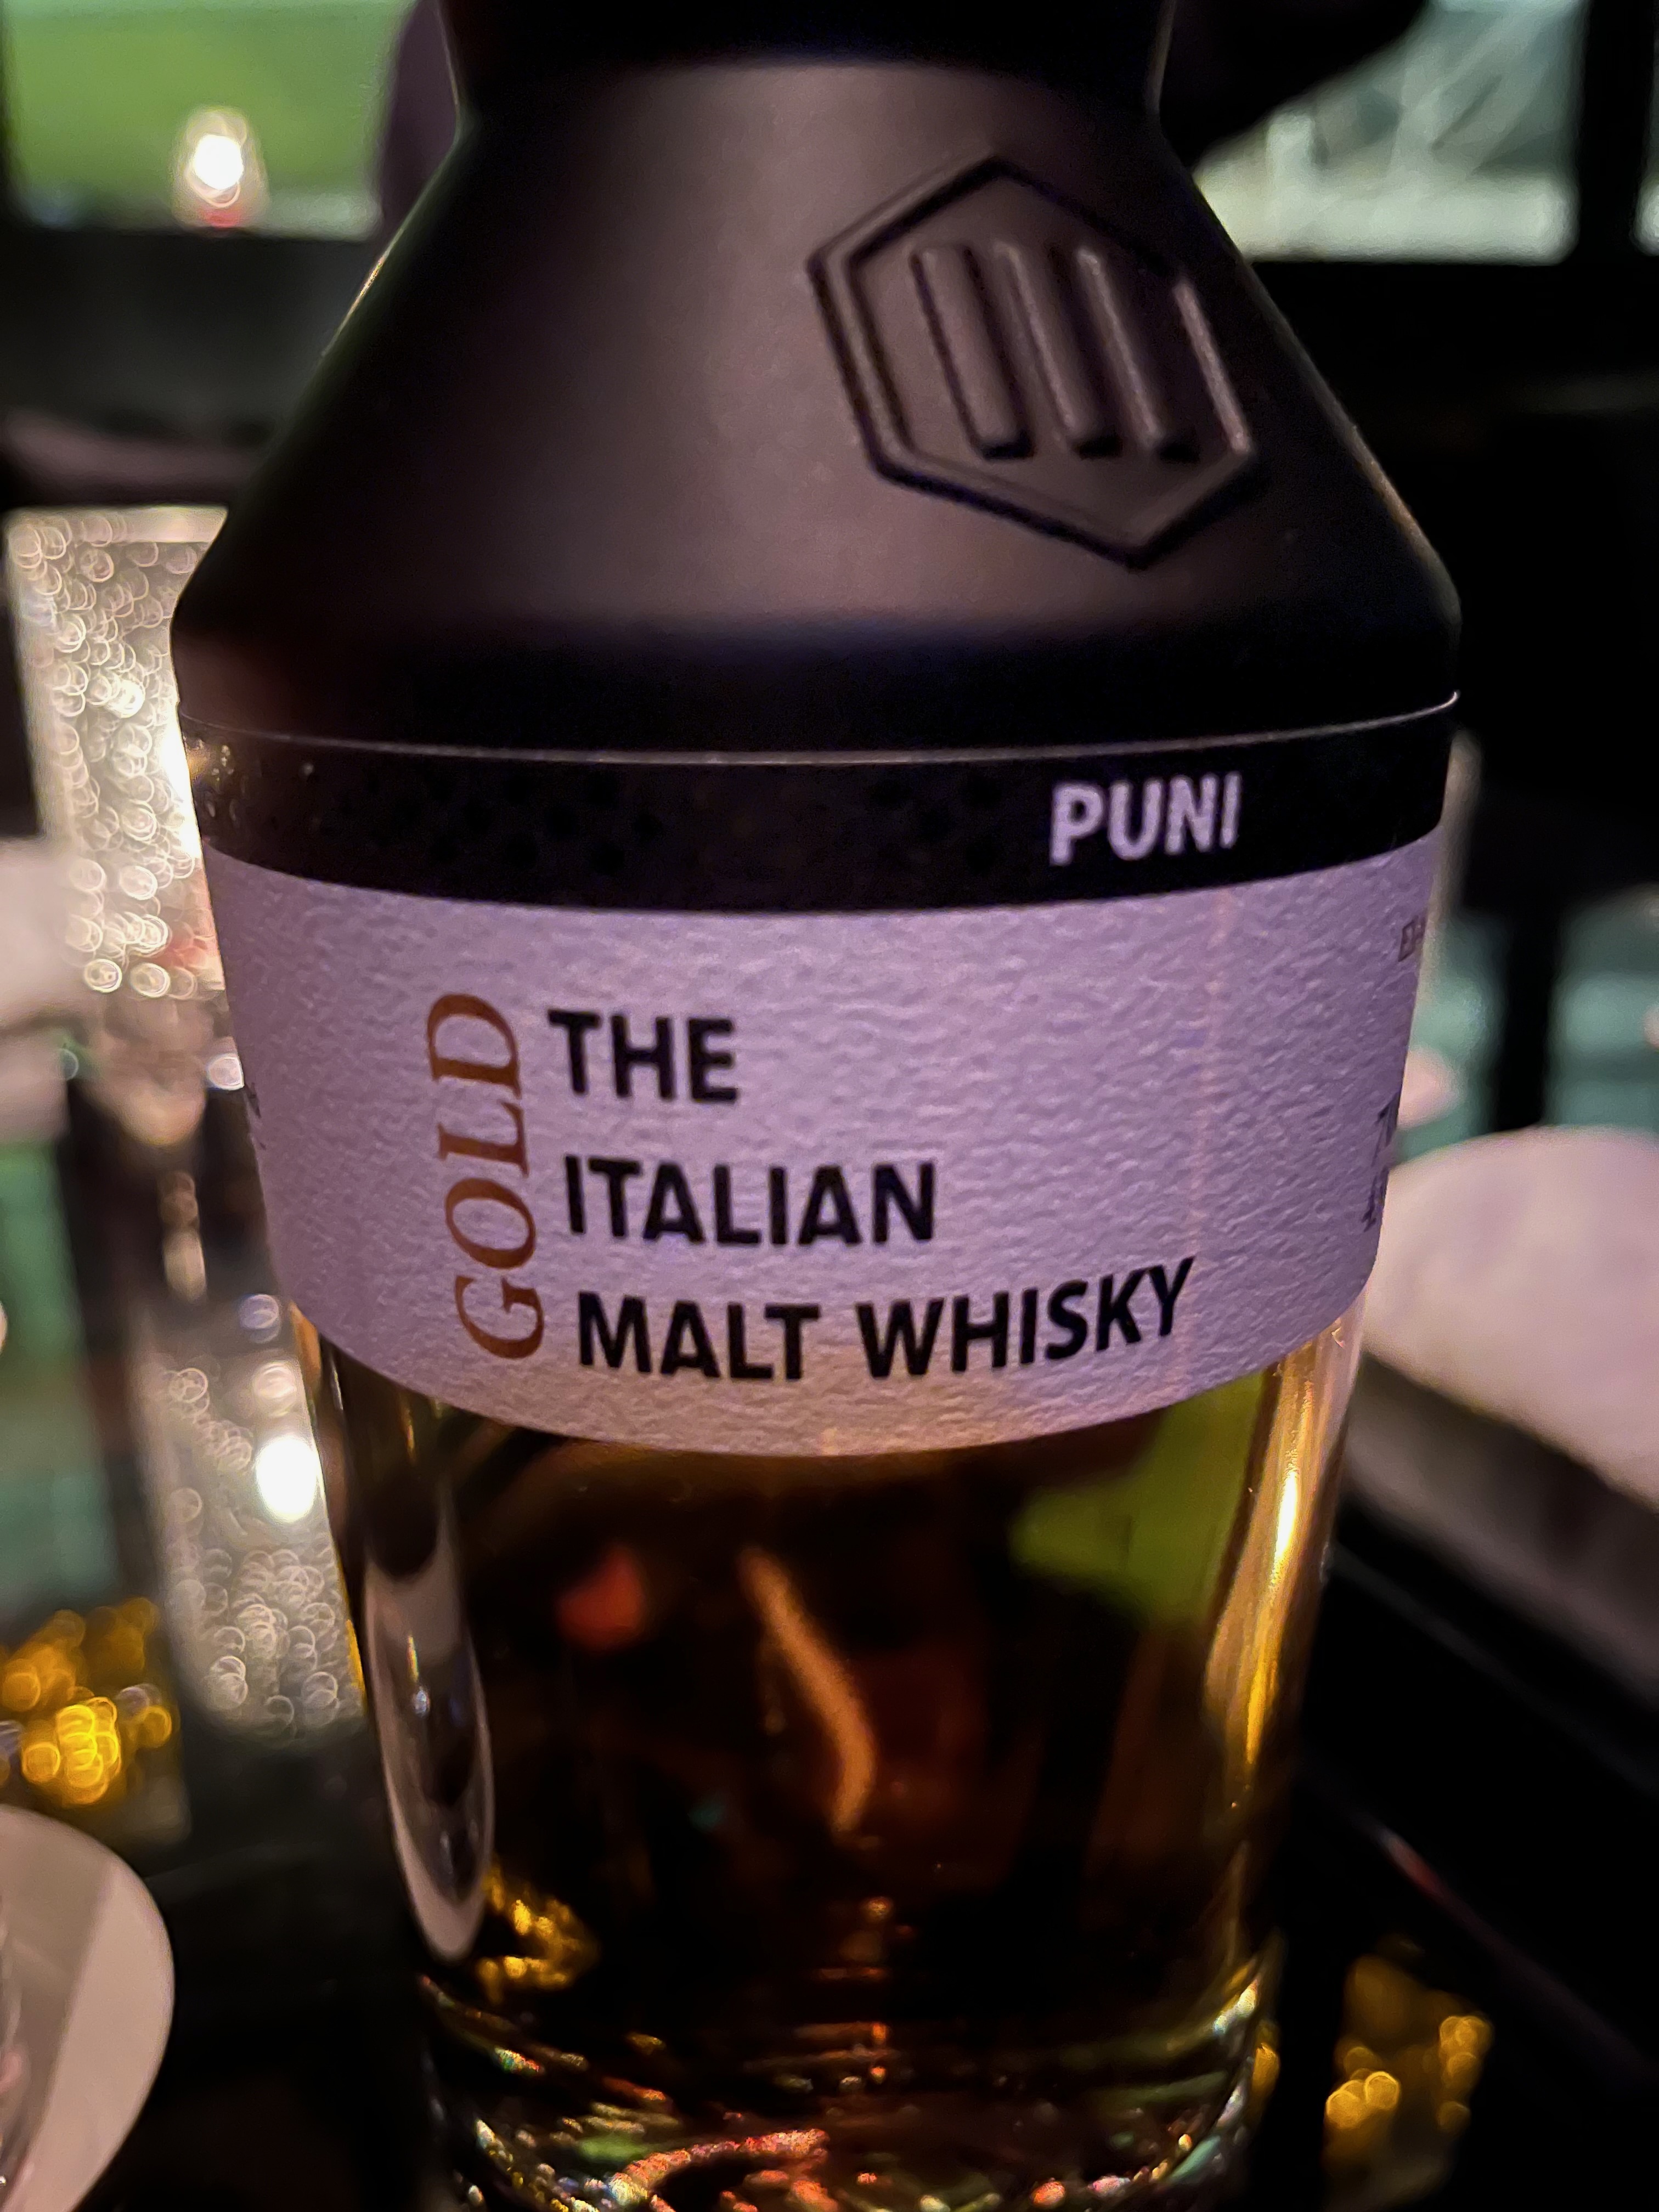 PUNI
GOLD
THE
ITALIAN
MALT WHISKY